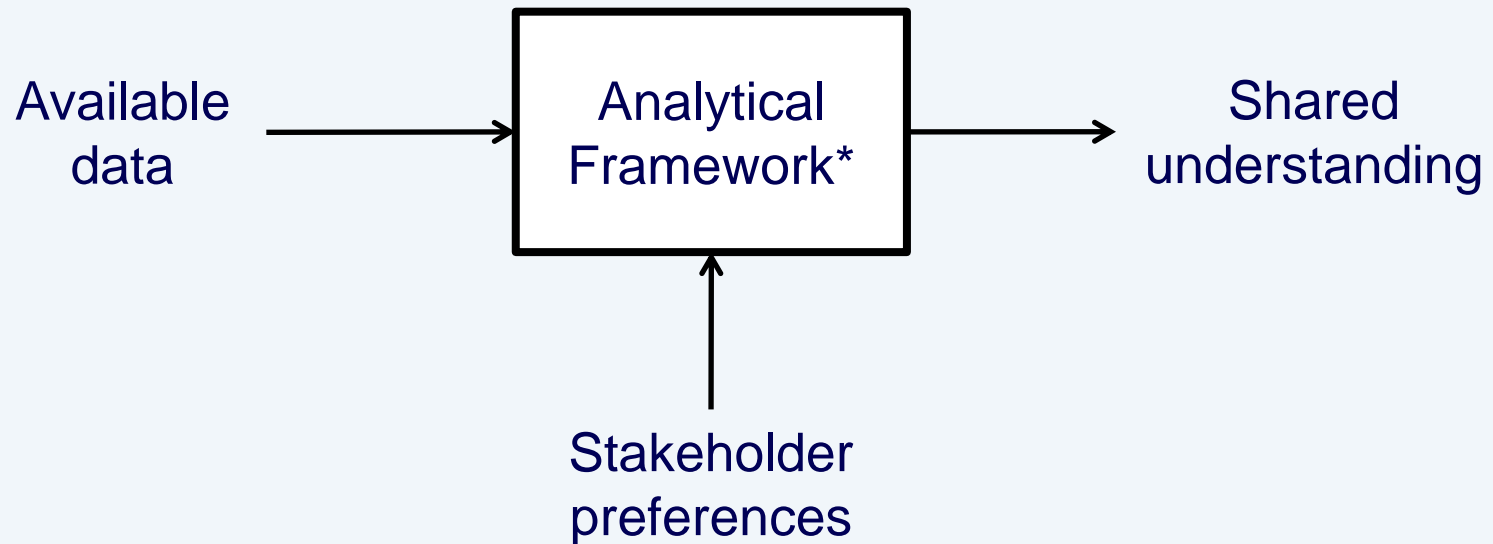 Available
data
Analytical
Framework*
Shared
understanding
Stakeholder
preferences